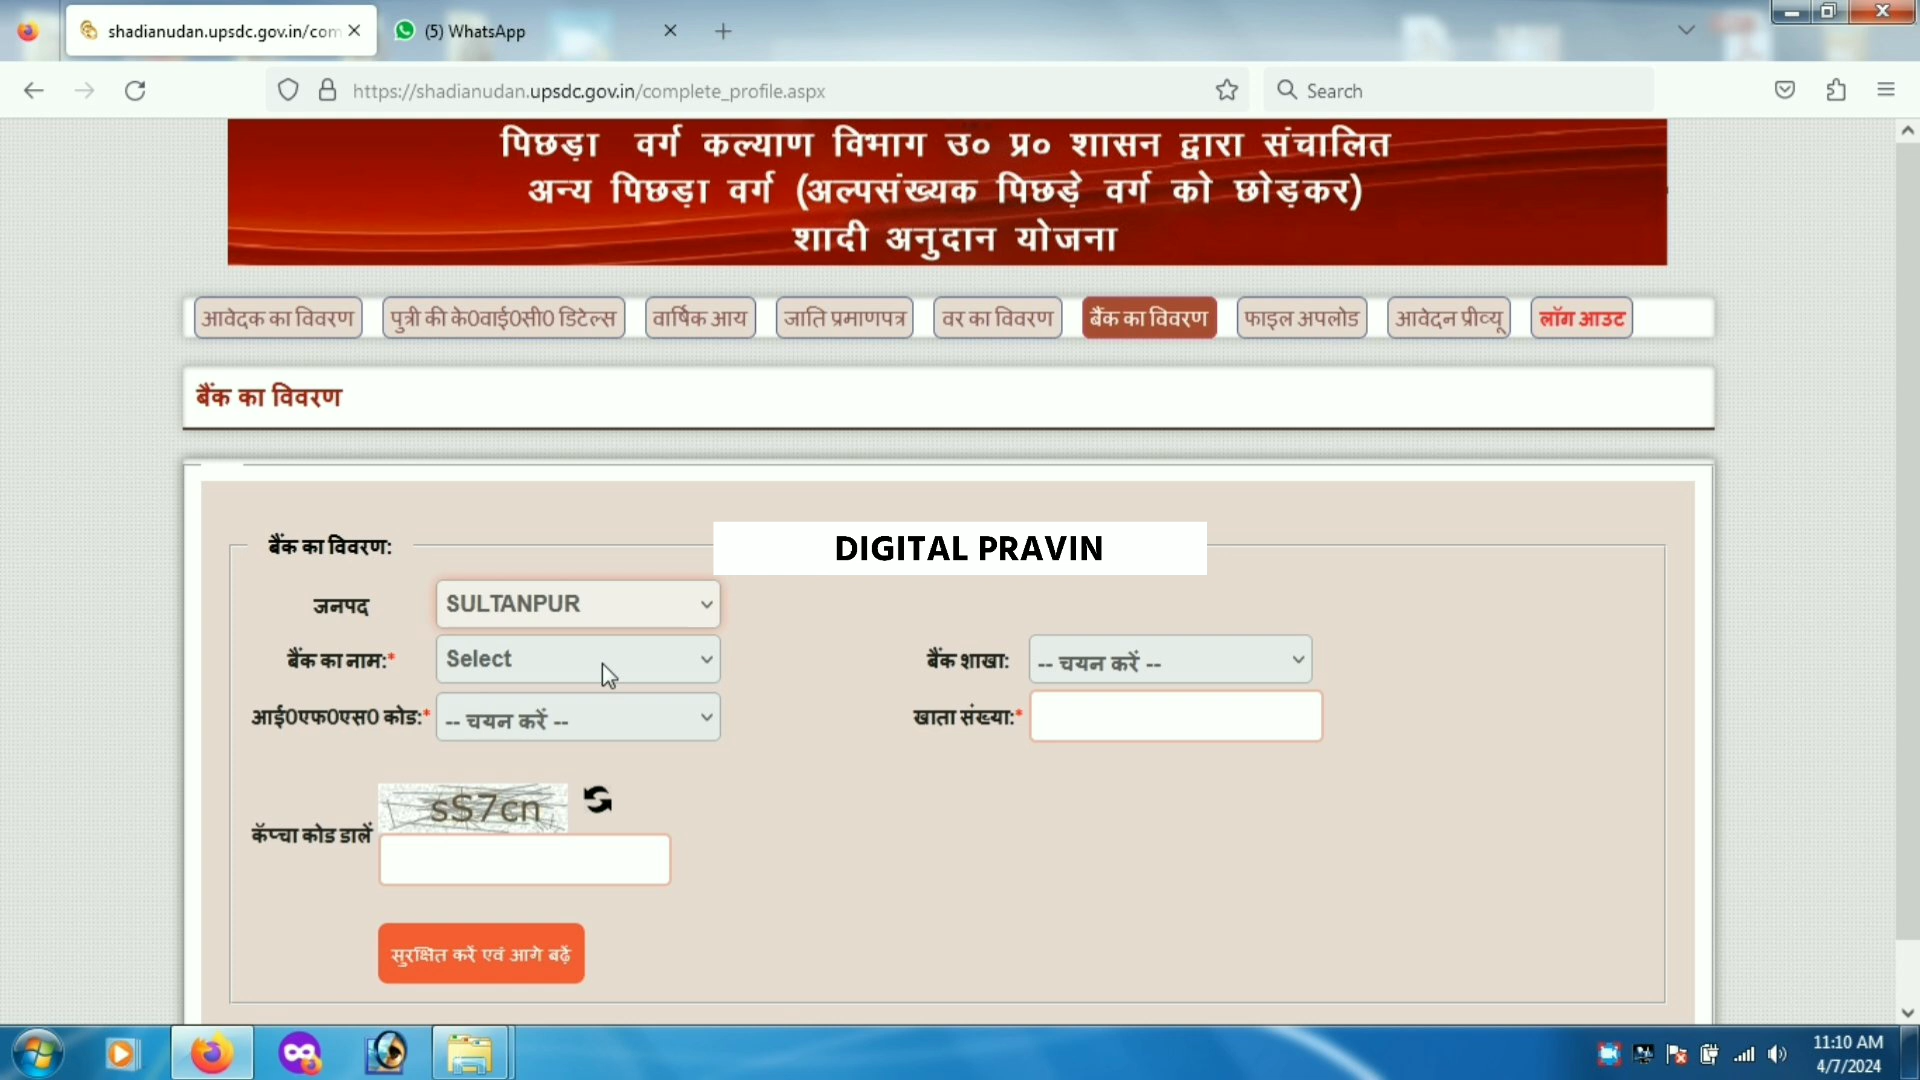 shadianudan.upsdc.gov.in/com
(5) WhatsApp
https://shadianudan.upsdc.gov.in/complete_profile.aspx
Search
पिछड़ा वर्ग कल्याण विभाग उ० प्र० शासन द्वारा संचालित
अन्य पिछड़ा वर्ग (अल्पसंख्यक पिछड़े वर्ग को छोड़कर)
शादी अनुदान योजना
आवेदक का विवरण
पुत्री की के0वाई0सी0 डिटेल्स
वार्षिक आय
जाति प्रमाणपत्र
वर का विवरण
बैंक का विवरण
फाइल अपलोड
आवेदन प्रीव्यू
लॉग आउट
बैंक का विवरण
बैंक का विवरण:
DIGITAL PRAVIN
जनपद
SULTANPUR
बैंक का नाम:*
Select
बैंक शाखा:
-- चयन करें --
आई0एफ0एस0 कोड:*
-- चयन करें --
खाता संख्या:*
sS7cn
कॅप्चा कोड डालें
सुरक्षित करें एवं आगे बढ़ें
11:10 AM
4/7/2024